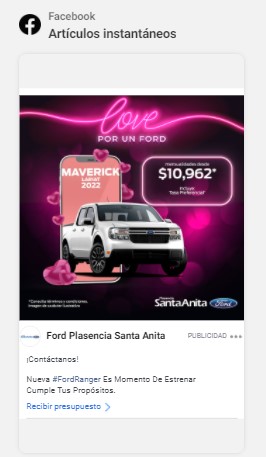 Facebook
Artículos instantáneos
love
POR UN FORD
MAVERICK
LARIAT
2022
mensualidades desde
$10,962*
Incluye
Tasa Preferencial*
*Consulta términos y condiciones.
Imagen de carácter ilustrativo
Plasencia
SantaAnita
Ford
Ford Plasencia Santa Anita
PUBLICIDAD
¡Contáctanos!
Nueva #FordRanger Es Momento De Estrenar
Cumple Tus Propósitos.
Recibir presupuesto